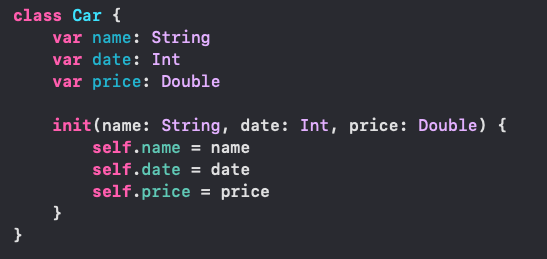 class Car {
    var name: String
    var date: Int
    var price: Double

    init(name: String, date: Int, price: Double) {
        self.name = name
        self.date = date
        self.price = price
    }
}